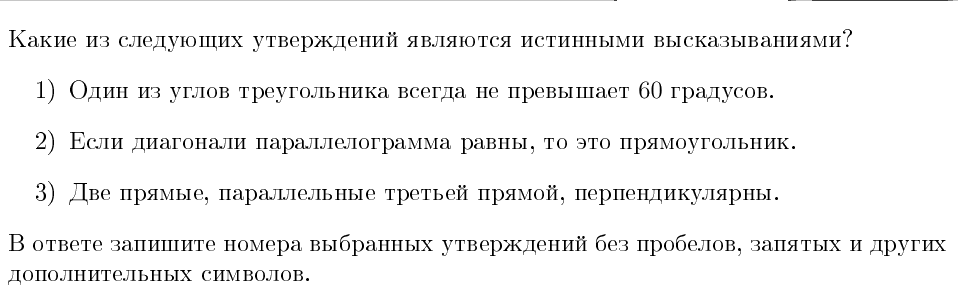 Какие из следующих утверждений являются истинными высказываниями?
1) Один из углов треугольника всегда не превышает 60 градусов.
2) Если диагонали параллелограмма равны, то это прямоугольник.
3) Две прямые, параллельные третьей прямой, перпендикулярны.
В ответе запишите номера выбранных утверждений без пробелов, запятых и других
дополнительных символов.